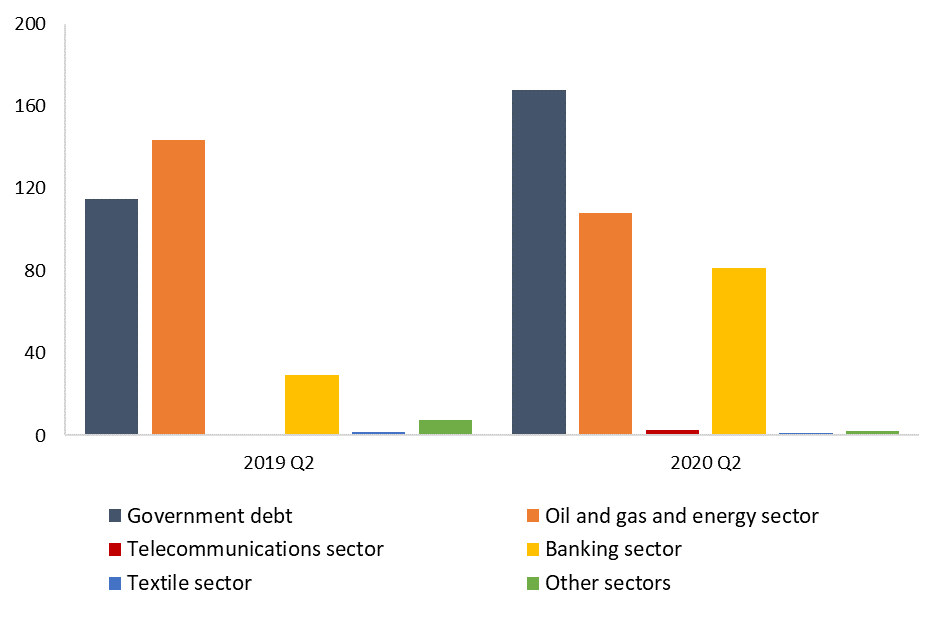 200
160
120
80
40
0
2019 Q2 2020 Q2
Government debt Oil and gas and energy sector
Telecommunications sector Banking sector
Textile sector Other sectors